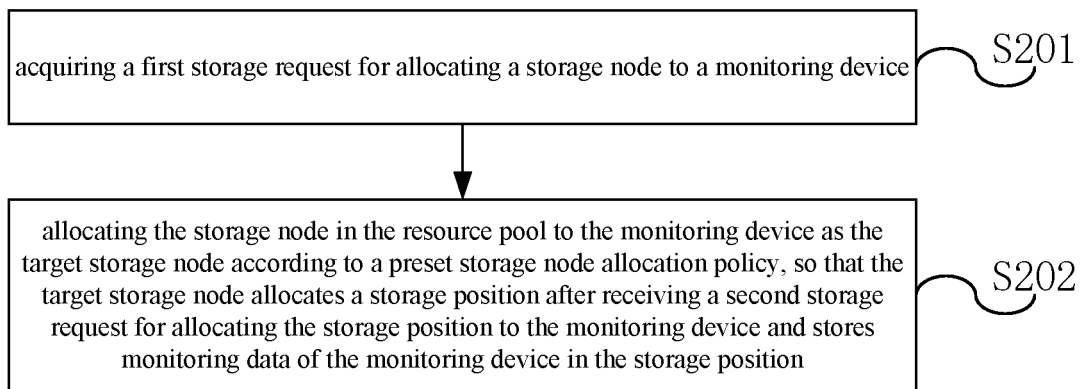 acquiring a first storage request for allocating a storage node to a monitoring device
S201
allocating the storage node in the resource pool to the monitoring device as the
target storage node according to a preset storage node allocation policy, so that the
target storage node allocates a storage position after receiving a second storage
request for allocating the storage position to the monitoring device and stores
monitoring data of the monitoring device in the storage position
S202